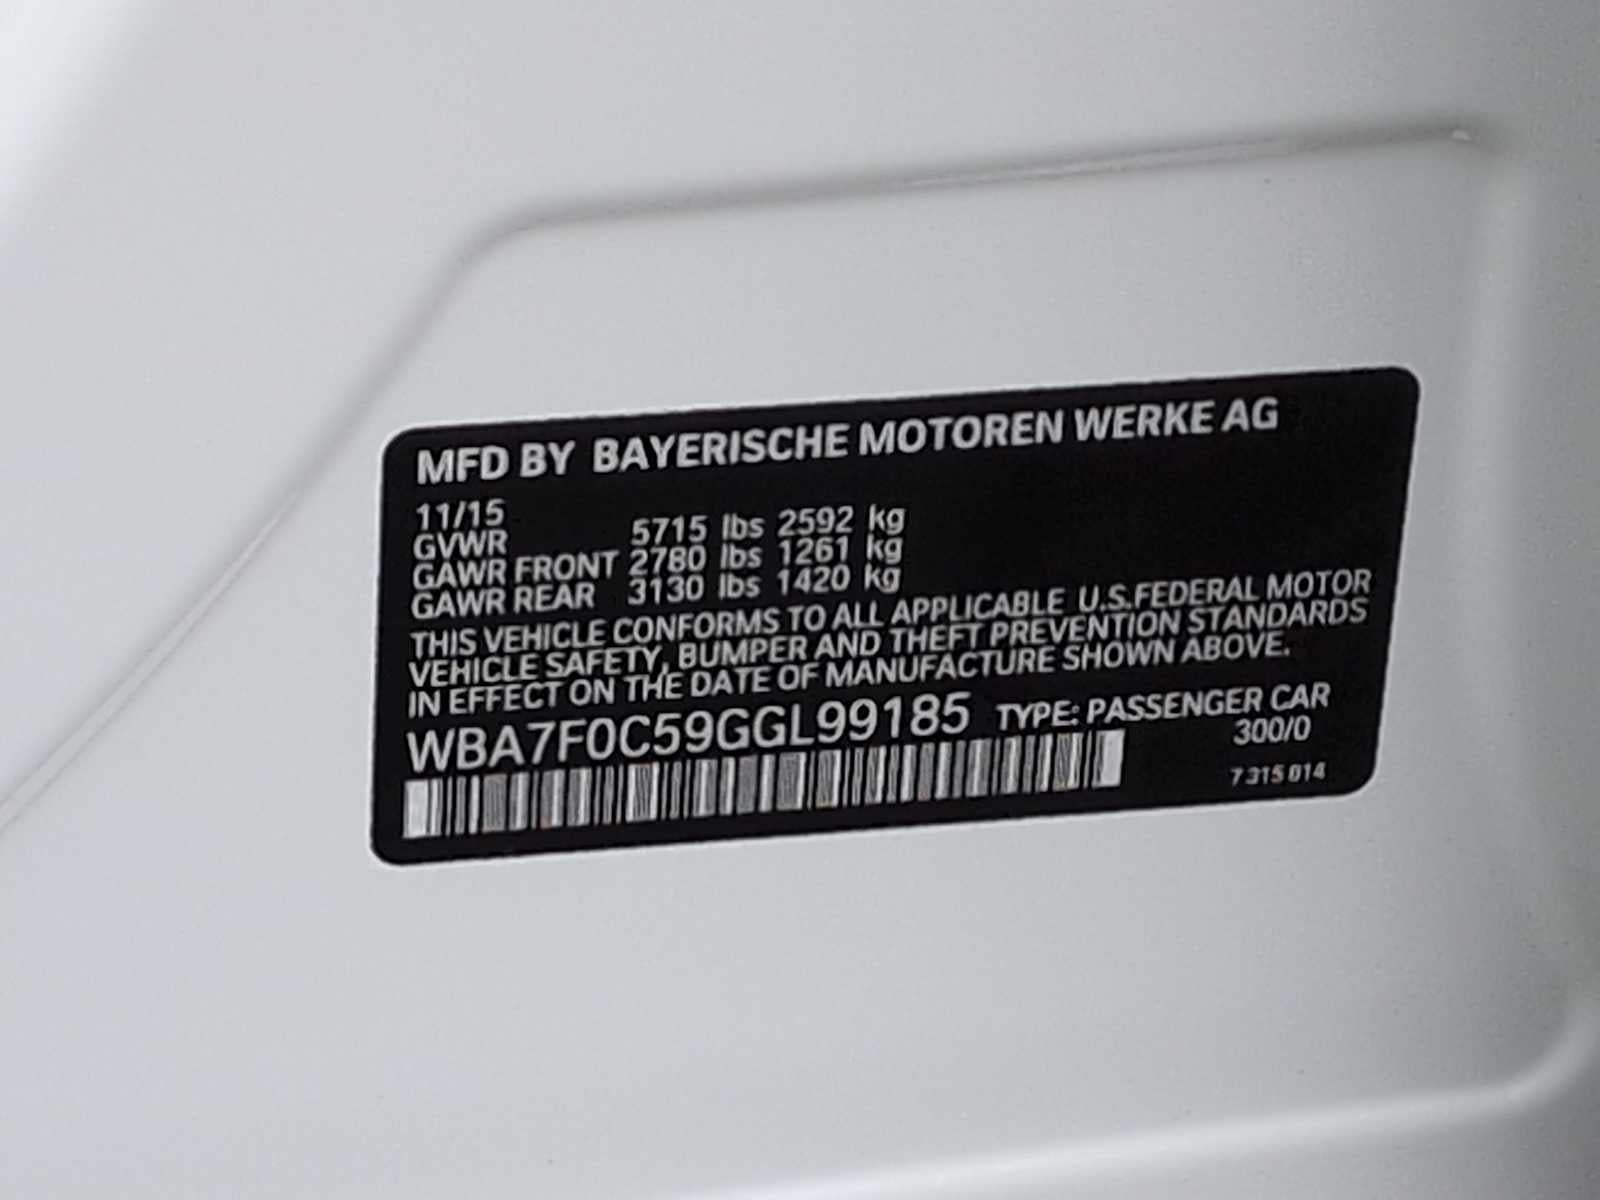 MFD BY BAYERISCHE MOTOREN WERKE AG
11/15
GVWR 5715 lbs 2592 kg
GAWR FRONT 2780 lbs 1261 kg
GAWR REAR 3130 lbs 1420 kg
THIS VEHICLE CONFORMS TO ALL APPLICABLE U.S.FEDERAL MOTOR
VEHICLE SAFETY, BUMPER AND THEFT PREVENTION STANDARDS
IN EFFECT ON THE DATE OF MANUFACTURE SHOWN ABOVE.
WBA7F0C59GGL99185 TYPE: PASSENGER CAR
300/0
7 315 814